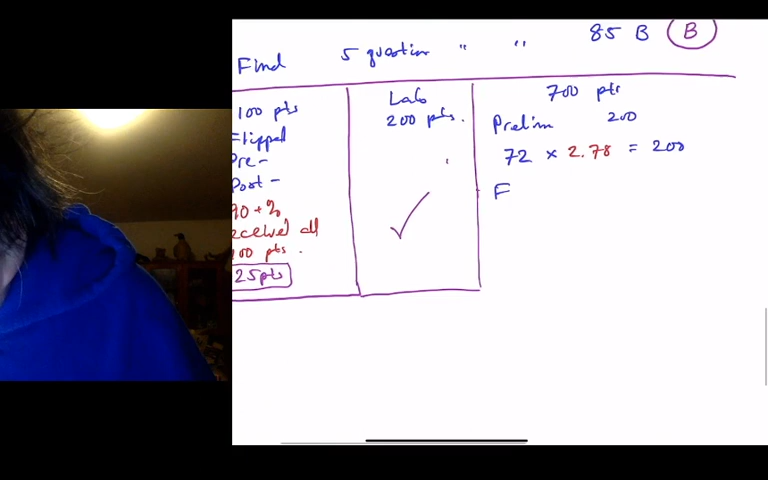 85 B B
Find 5 question " "
100 pts
Flipped
Pre-
Post-
90+%
received all
100 pts.
25pts
Lab
200 pts.
700 pts
Prelim 200
72 × 2.78 = 200
F